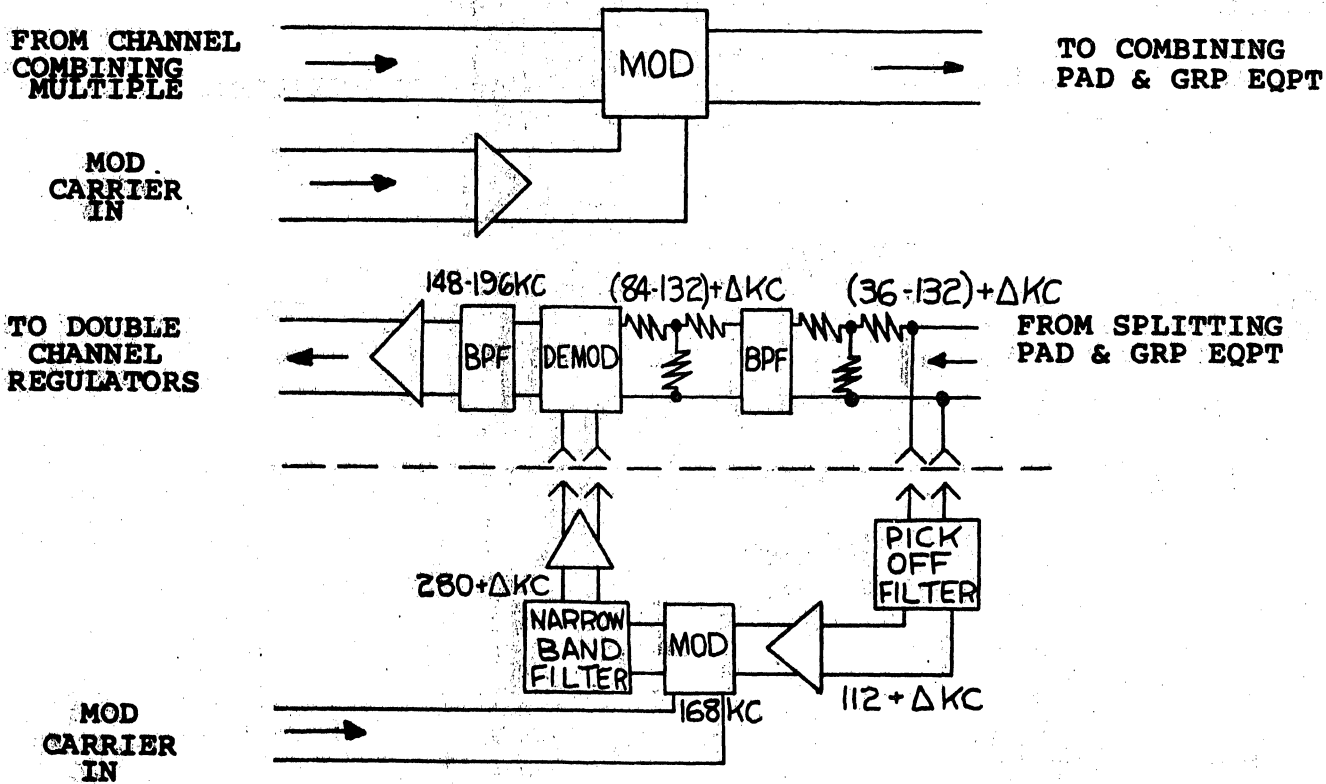 FROM CHANNEL
COMBINING
MULTIPLE
MOD
TO COMBINING
PAD & GRP EQPT
MOD
CARRIER
IN
148-196KC
(84-132)+ΔKC
(36-132)+ΔKC
TO DOUBLE
CHANNEL
REGULATORS
BPF
DEMOD
BPF
FROM SPLITTING
PAD & GRP EQPT
PICK
OFF
FILTER
280+ΔKC
NARROW
BAND
FILTER
MOD
168 KC
112+ΔKC
MOD
CARRIER
IN